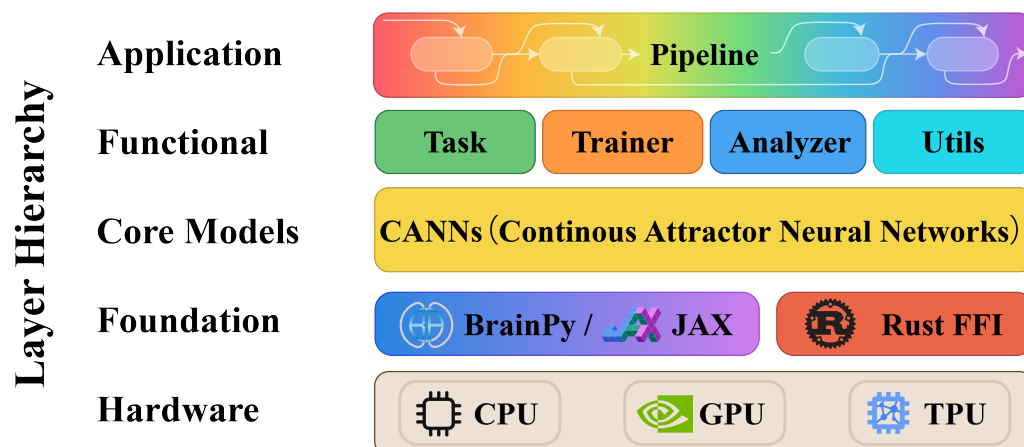 Layer Hierarchy
Application
Pipeline
Functional
Task
Trainer
Analyzer
Utils
Core Models
CANNs（Continous Attractor Neural Networks）
Foundation
BrainPy / JAX JAX
R Rust FFI
Hardware
CPU
GPU
TPU